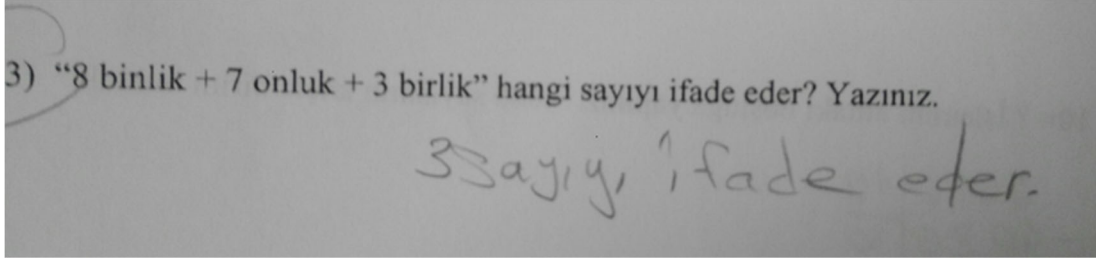 3) “8 binlik + 7 onluk + 3 birlik” hangi sayıyı ifade eder? Yazınız.
3 Sayıyı ifade eder.